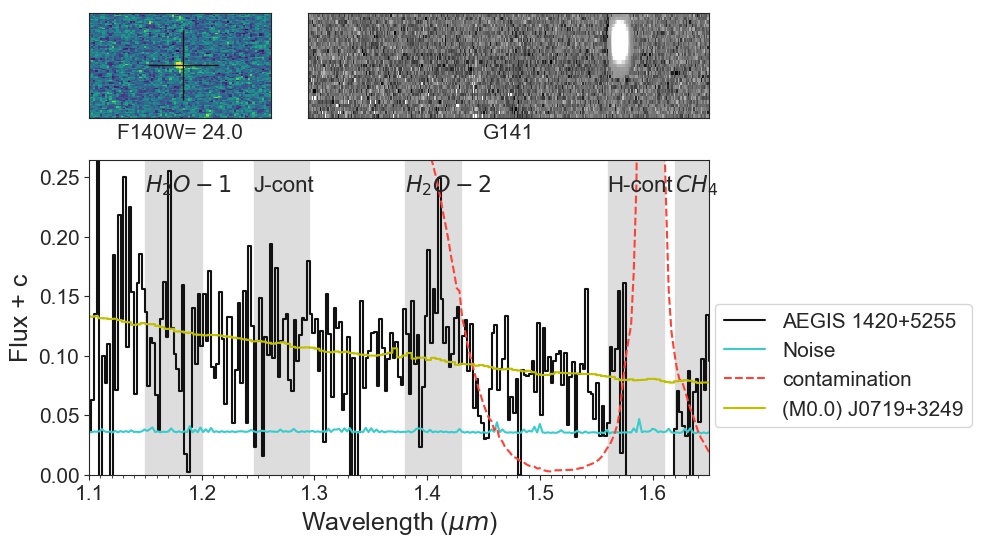 F140W= 24.0
G141
H₂O − 1
J-cont
H₂O − 2
H-cont
CH₄
0.25
0.20
0.15
0.10
0.05
0.00
Flux + c
1.1
1.2
1.3
1.4
1.5
1.6
Wavelength (μm)
AEGIS 1420+5255
Noise
contamination
(M0.0) J0719+3249